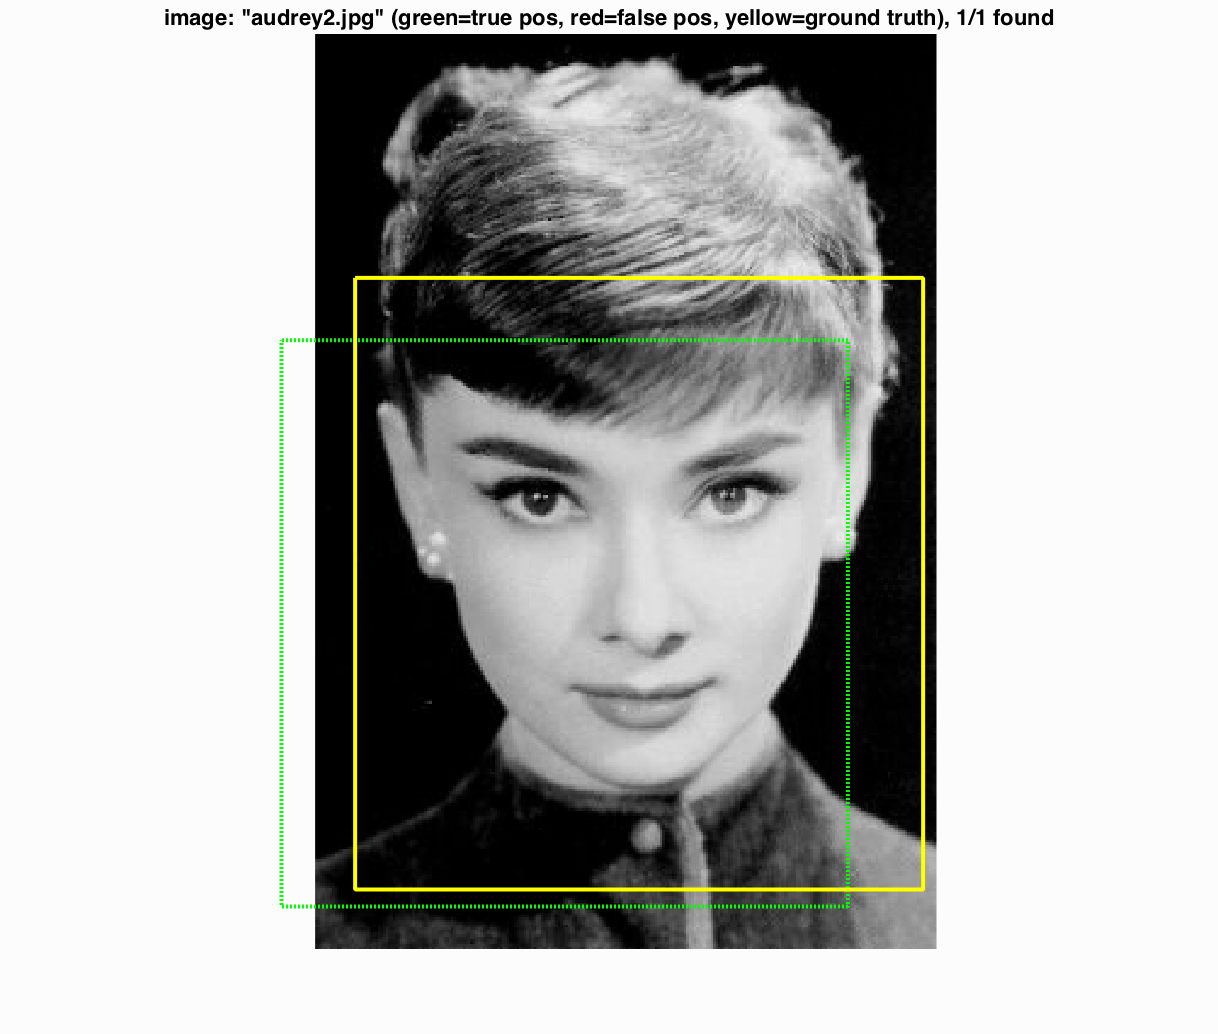 image: "audrey2.jpg" (green=true pos, red=false pos, yellow=ground truth), 1/1 found